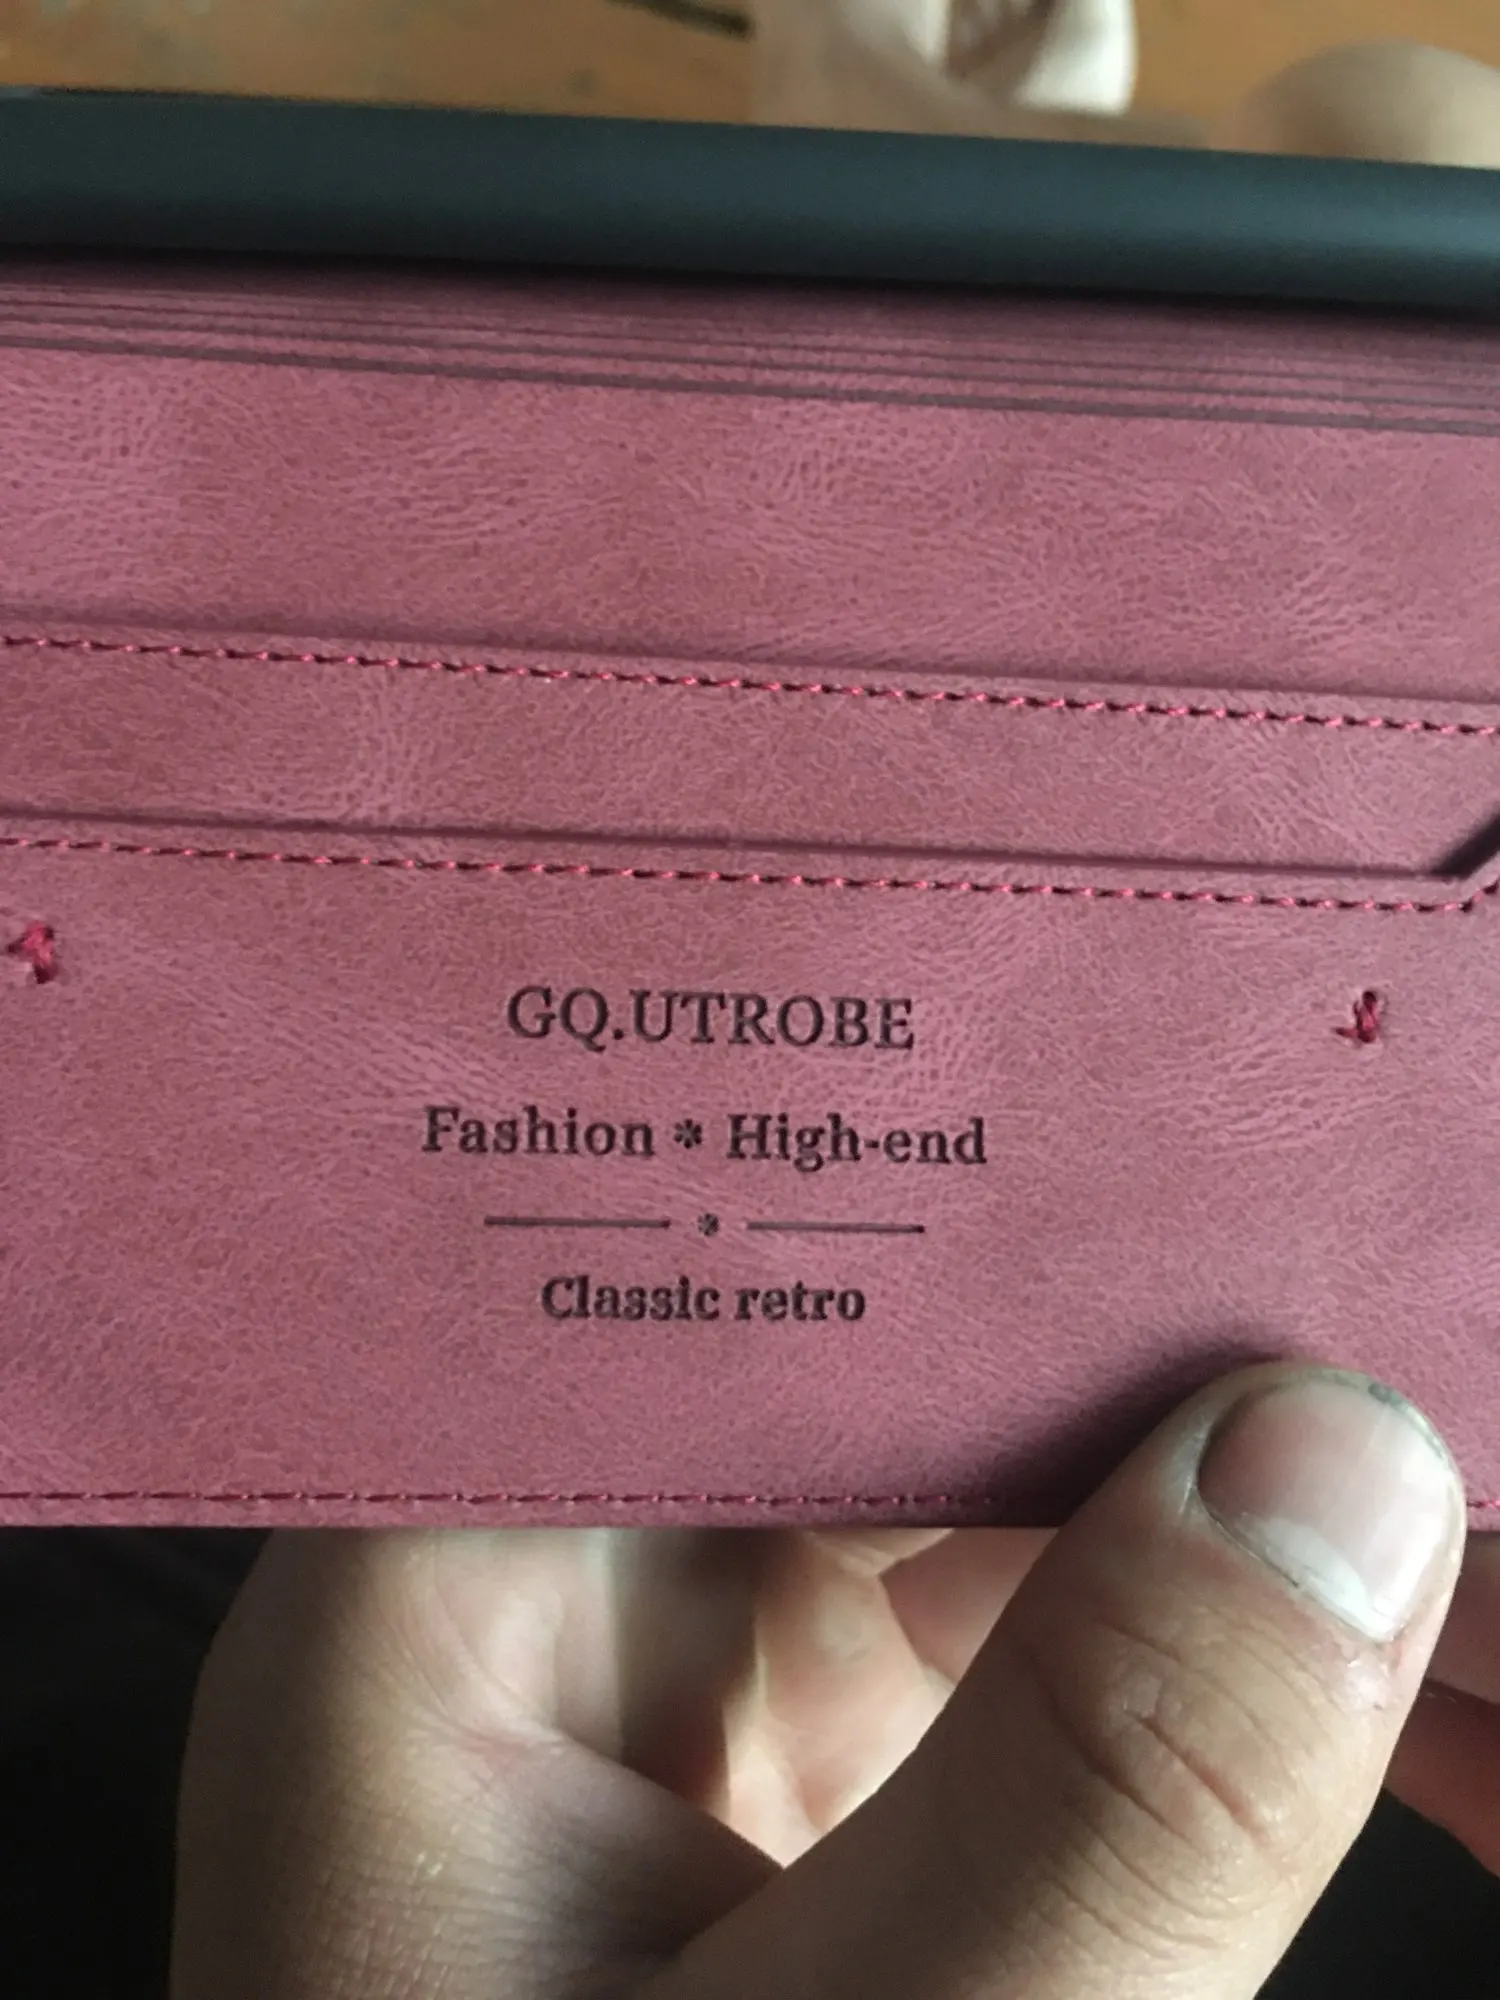 GQ.UTROBE
Fashion * High-end
*
Classic retro